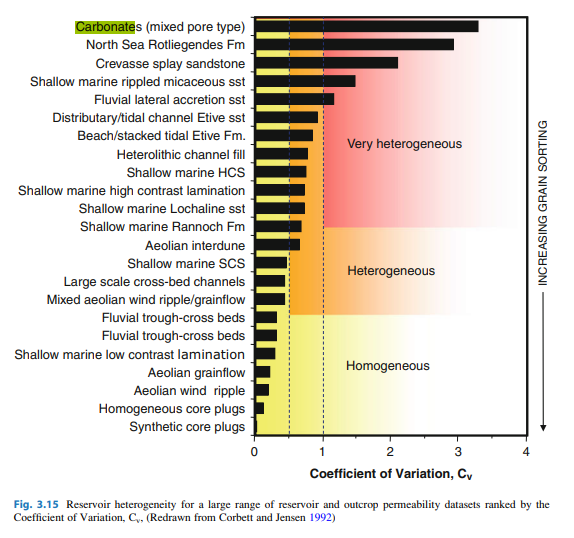 Carbonates (mixed pore type)
North Sea Rotliegendes Fm
Crevasse splay sandstone
Shallow marine rippled micaceous sst
Fluvial lateral accretion sst
Distributary/tidal channel Etive sst
Beach/stacked tidal Etive Fm.
Heterolithic channel fill
Shallow marine HCS
Shallow marine high contrast lamination
Shallow marine Lochaline sst
Shallow marine Rannoch Fm
Aeolian interdune
Shallow marine SCS
Large scale cross-bed channels
Mixed aeolian wind ripple/grainflow
Fluvial trough-cross beds
Fluvial trough-cross beds
Shallow marine low contrast lamination
Aeolian grainflow
Aeolian wind ripple
Homogeneous core plugs
Synthetic core plugs
Very heterogeneous
Heterogeneous
Homogeneous
INCREASING GRAIN SORTING
0 1 2 3 4
Coefficient of Variation, Cv
Fig. 3.15 Reservoir heterogeneity for a large range of reservoir and outcrop permeability datasets ranked by the
Coefficient of Variation, Cv, (Redrawn from Corbett and Jensen 1992)